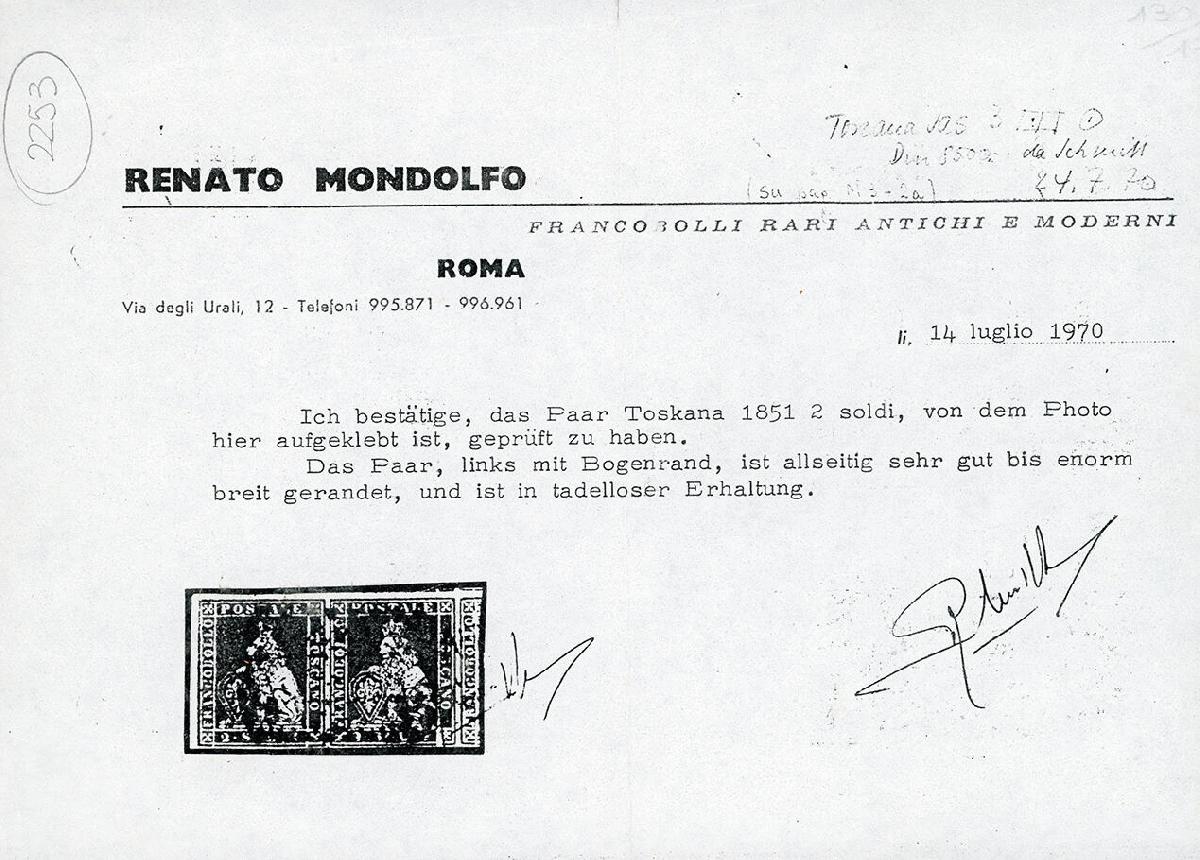 2253
Toscana
24.7.70
RENATO MONDOLFO
FRANCOBOLLI RARI ANTICHI E MODERNI
ROMA
Via degli Urali, 12 - Telefoni 995.871 - 996.961
li, 14 luglio 1970
Ich bestätige, das Paar Toskana 1851 2 soldi, von dem Photo
hier aufgeklebt ist, geprüft zu haben.
Das Paar, links mit Bogenrand, ist allseitig sehr gut bis enorm
breit gerandet, und ist in tadelloser Erhaltung.
FRANCOBOLLO POSTALE TOSCANO
POSTALE